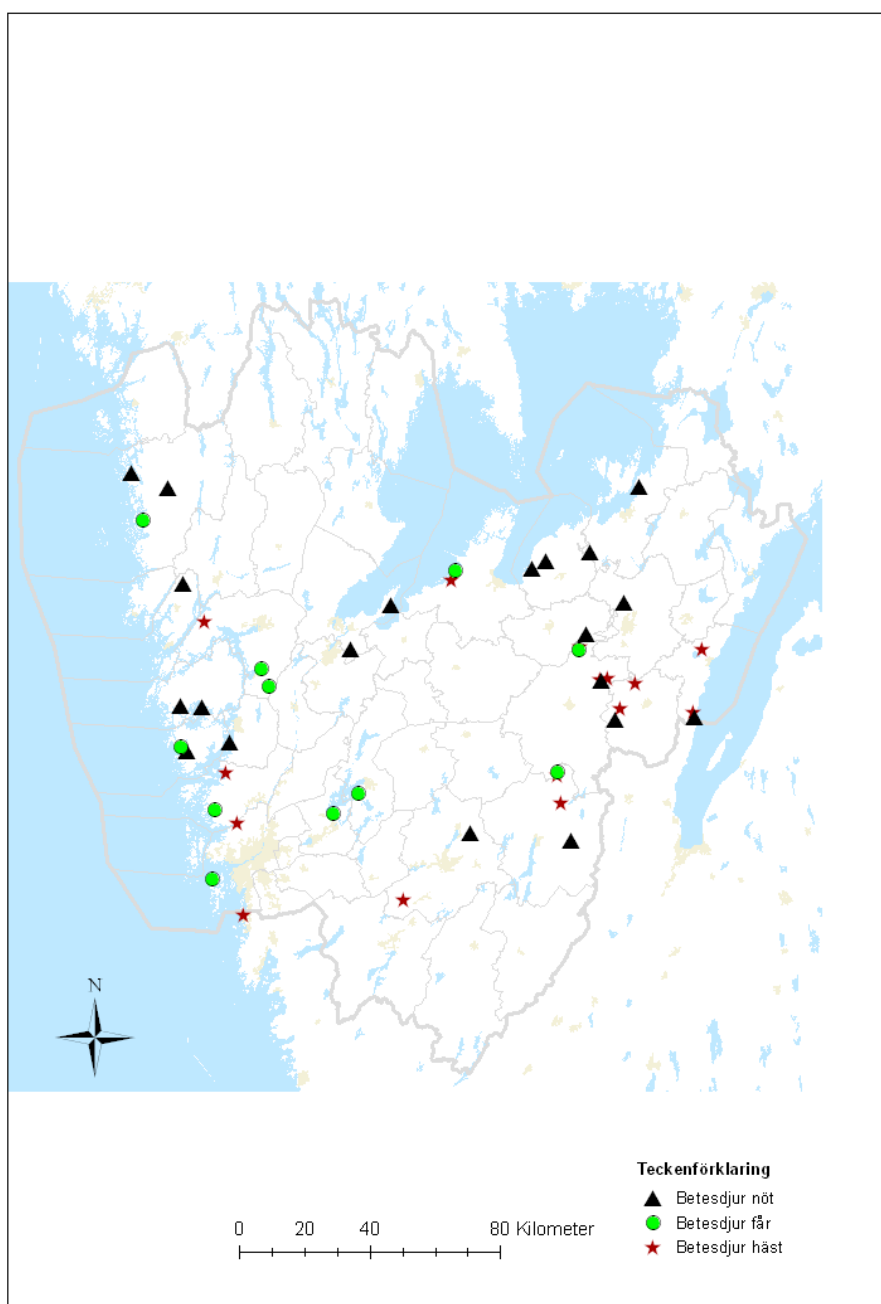 N
Teckenförklaring
Betesdjur nöt
Betesdjur får
Betesdjur häst
0 20 40 80 Kilometer